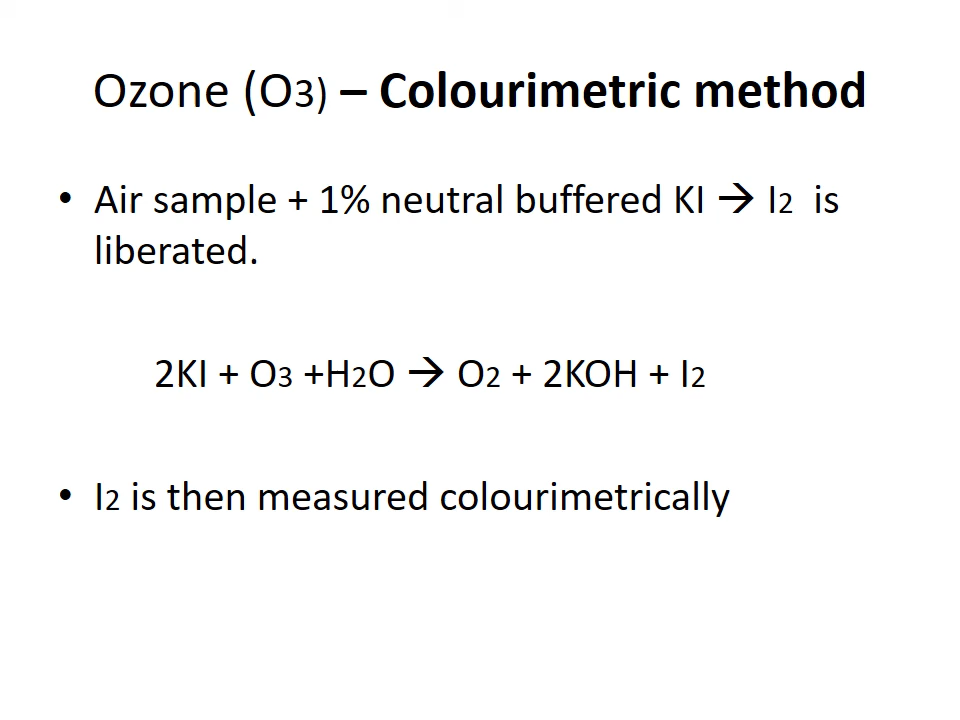 Ozone (O3) – Colourimetric method
• Air sample + 1% neutral buffered KI → I2 is
liberated.
2KI + O3 +H2O → O2 + 2KOH + I2
• I2 is then measured colourimetrically